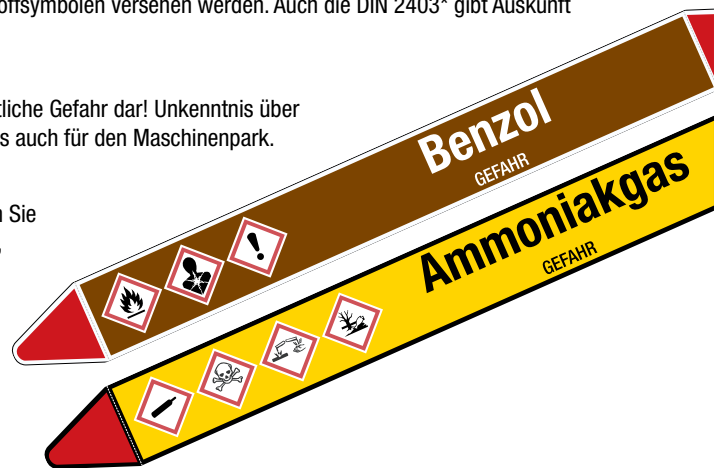 offsymbolen versehen werden. Auch die DIN 2403* gibt Auskunft
tliche Gefahr dar! Unkenntnis über
s auch für den Maschinenpark.
n Sie
Benzol
GEFAHR
Ammoniakgas
GEFAHR